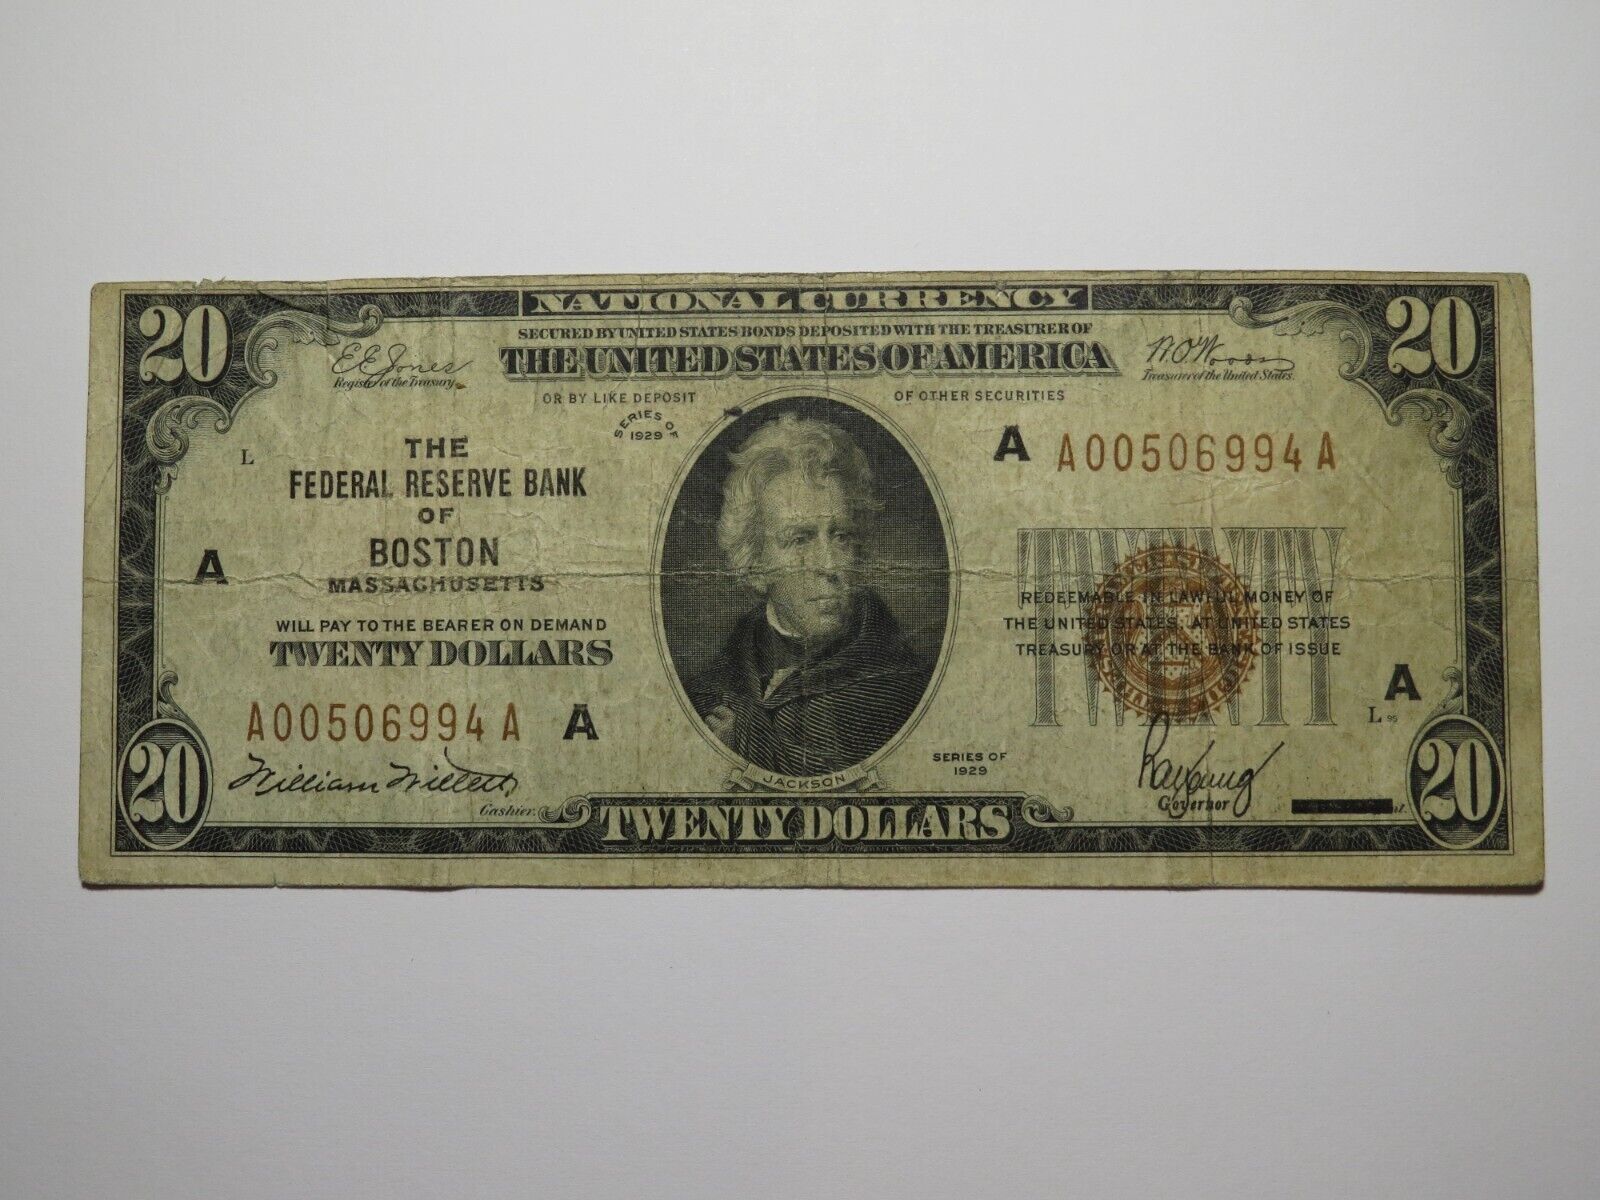 NATIONAL CURRENCY
SECURED BY UNITED STATES BONDS DEPOSITED WITH THE TREASURER OF
THE UNITED STATES OF AMERICA
OR BY LIKE DEPOSIT OF OTHER SECURITIES
20
20
E E Jones
Register of the Treasury
W. O. Woods
Treasurer of the United States.
SERIES OF
1929
L
THE
FEDERAL RESERVE BANK
OF
BOSTON
MASSACHUSETTS
A
WILL PAY TO THE BEARER ON DEMAND
TWENTY DOLLARS
A00506994A A
William Willett
Cashier.
20
JACKSON
A A00506994A
TWENTY
REDEEMABLE IN LAWFUL MONEY OF
THE UNITED STATES, AT UNITED STATES
TREASURY OR AT THE BANK OF ISSUE
A
L 95
SERIES OF
1929
R A Young
Governor
20
TWENTY DOLLARS